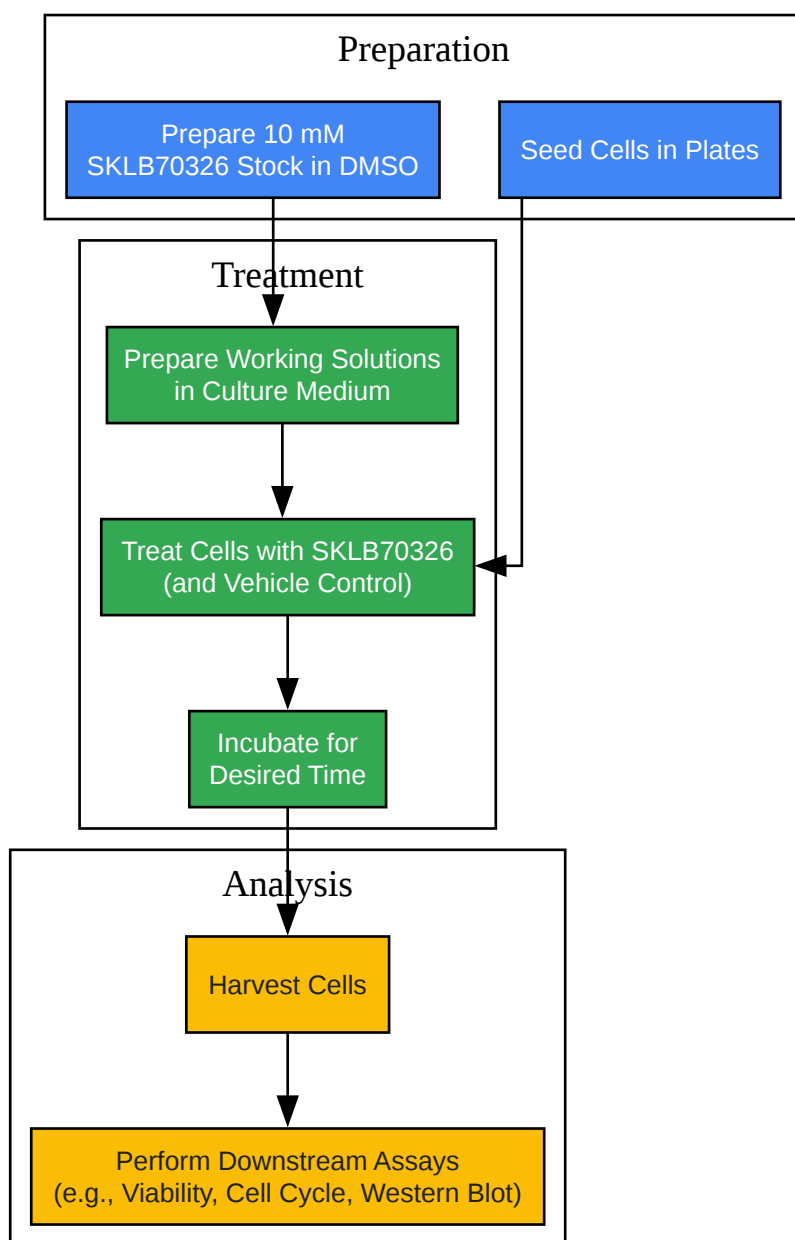 Preparation
Prepare 10 mM
SKLB70326 Stock in DMSO
Seed Cells in Plates
Treatment
Prepare Working Solutions
in Culture Medium
Treat Cells with SKLB70326
(and Vehicle Control)
Incubate for
Desired Time
Analysis
Harvest Cells
Perform Downstream Assays
(e.g., Viability, Cell Cycle, Western Blot)